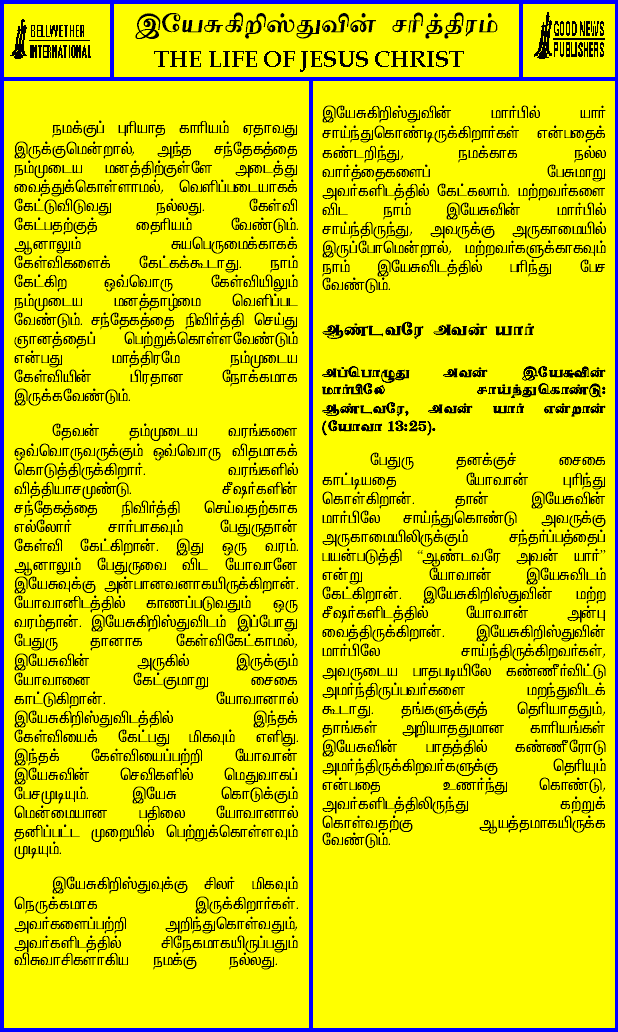 BELLWETHER
INTERNATIONAL
இயேசுகிறிஸ்துவின் சரித்திரம்
THE LIFE OF JESUS CHRIST
GOOD NEWS
PUBLISHERS
நமக்குப் புரியாத காரியம் ஏதாவது
இருக்குமென்றால், அந்த சந்தேகத்தை
நம்முடைய மனத்திற்குள்ளே அடைத்து
வைத்துக்கொள்ளாமல், வெளிப்படையாகக்
கேட்டுவிடுவது நல்லது. கேள்வி
கேட்பதற்குத் தைரியம் வேண்டும்.
ஆனாலும் சுயபெருமைக்காகக்
கேள்விகளைக் கேட்கக்கூடாது. நாம்
கேட்கிற ஒவ்வொரு கேள்வியிலும்
நம்முடைய மனத்தாழ்மை வெளிப்பட
வேண்டும். சந்தேகத்தை நிவிர்த்தி செய்து
ஞானத்தைப் பெற்றுக்கொள்ளவேண்டும்
என்பது மாத்திரமே நம்முடைய
கேள்வியின் பிரதான நோக்கமாக
இருக்கவேண்டும்.
தேவன் தம்முடைய வரங்களை
ஒவ்வொருவருக்கும் ஒவ்வொரு விதமாகக்
கொடுத்திருக்கிறார். வரங்களில்
வித்தியாசமுண்டு. சீஷர்களின்
சந்தேகத்தை நிவிர்த்தி செய்வதற்காக
எல்லோர் சார்பாகவும் பேதுருதான்
கேள்வி கேட்கிறான். இது ஒரு வரம்.
ஆனாலும் பேதுருவை விட யோவானே
இயேசுவுக்கு அன்பானவனாகயிருக்கிறான்.
யோவானிடத்தில் காணப்படுவதும் ஒரு
வரம்தான். இயேசுகிறிஸ்துவிடம் இப்போது
பேதுரு தானாக கேள்விகேட்காமல்,
இயேசுவின் அருகில் இருக்கும்
யோவானை கேட்குமாறு சைகை
காட்டுகிறான். யோவானால்
இயேசுகிறிஸ்துவிடத்தில் இந்தக்
கேள்வியைக் கேட்பது மிகவும் எளிது.
இந்தக் கேள்வியைப்பற்றி யோவான்
இயேசுவின் செவிகளில் மெதுவாகப்
பேசமுடியும். இயேசு கொடுக்கும்
மென்மையான பதிலை யோவானால்
தனிப்பட்ட முறையில் பெற்றுக்கொள்ளவும்
முடியும்.
இயேசுகிறிஸ்துவுக்கு சிலர் மிகவும்
நெருக்கமாக இருக்கிறார்கள்.
அவர்களைப்பற்றி அறிந்துகொள்வதும்,
அவர்களிடத்தில் சிநேகமாகயிருப்பதும்
விசுவாசிகளாகிய நமக்கு நல்லது.
இயேசுகிறிஸ்துவின் மார்பில் யார்
சாய்ந்துகொண்டிருக்கிறார்கள் என்பதைக்
கண்டறிந்து, நமக்காக நல்ல
வார்த்தைகளைப் பேசுமாறு
அவர்களிடத்தில் கேட்கலாம். மற்றவர்களை
விட நாம் இயேசுவின் மார்பில்
சாய்ந்திருந்து, அவருக்கு அருகாமையில்
இருப்போமென்றால், மற்றவர்களுக்காகவும்
நாம் இயேசுவிடத்தில் பரிந்து பேச
வேண்டும்.
ஆண்டவரே அவன் யார்
அப்பொழுது அவன் இயேசுவின்
மார்பிலே சாய்ந்துகொண்டு:
ஆண்டவரே, அவன் யார் என்றான்
(யோவா 13:25).
பேதுரு தனக்குச் சைகை
காட்டியதை யோவான் புரிந்து
கொள்கிறான். தான் இயேசுவின்
மார்பிலே சாய்ந்துகொண்டு அவருக்கு
அருகாமையிலிருக்கும் சந்தர்ப்பத்தைப்
பயன்படுத்தி “ஆண்டவரே அவன் யார்”
என்று யோவான் இயேசுவிடம்
கேட்கிறான். இயேசுகிறிஸ்துவின் மற்ற
சீஷர்களிடத்தில் யோவான் அன்பு
வைத்திருக்கிறான். இயேசுகிறிஸ்துவின்
மார்பிலே சாய்ந்திருக்கிறவர்கள்,
அவருடைய பாதபடியிலே கண்ணீர்விட்டு
அமர்ந்திருப்பவர்களை மறந்துவிடக்
கூடாது. தங்களுக்குத் தெரியாததும்,
தாங்கள் அறியாததுமான காரியங்கள்
இயேசுவின் பாதத்தில் கண்ணீரோடு
அமர்ந்திருக்கிறவர்களுக்கு தெரியும்
என்பதை உணர்ந்து கொண்டு,
அவர்களிடத்திலிருந்து கற்றுக்
கொள்வதற்கு ஆயத்தமாகயிருக்க
வேண்டும்.